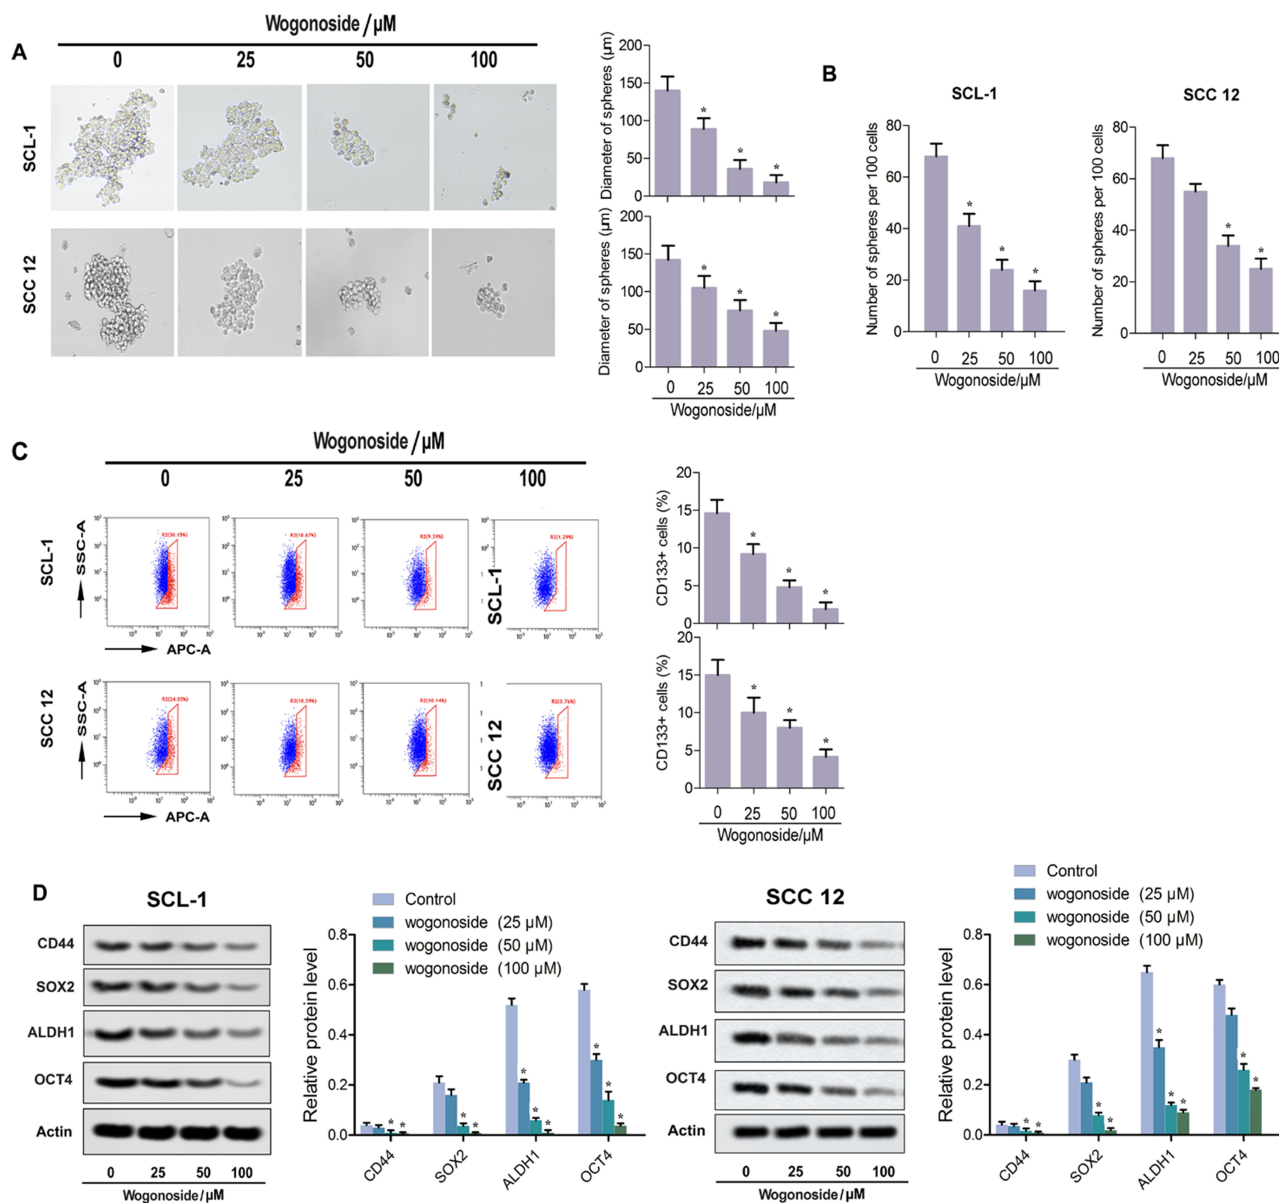 A
Wogonoside/μM
0 25 50 100
SCL-1
SCC 12
Diameter of spheres (μm)
200
150
100
50
0
Diameter of spheres (μm)
200
150
100
50
0
0 25 50 100
Wogonoside/μM
B
SCL-1
Number of spheres per 100 cells
80
60
40
20
0
0 25 50 100
Wogonoside/μM
SCC 12
Number of spheres per 100 cells
80
60
40
20
0
0 25 50 100
Wogonoside/μM
C
Wogonoside/μM
0 25 50 100
SCL-1
SSC-A
APC-A
SCL-1
SCC 12
SSC-A
APC-A
SCC 12
CD133+ cells (%)
20
15
10
5
0
CD133+ cells (%)
20
15
10
5
0
0 25 50 100
Wogonoside/μM
D
SCL-1
CD44
SOX2
ALDH1
OCT4
Actin
0 25 50 100
Wogonoside/μM
Control
wogonoside (25 μM)
wogonoside (50 μM)
wogonoside (100 μM)
Relative protein level
0.8
0.6
0.4
0.2
0.0
CD44 SOX2 ALDH1 OCT4
SCC 12
CD44
SOX2
ALDH1
OCT4
Actin
0 25 50 100
Wogonoside/μM
Control
wogonoside (25 μM)
wogonoside (50 μM)
wogonoside (100 μM)
Relative protein level
0.8
0.6
0.4
0.2
0.0
CD44 SOX2 ALDH1 OCT4